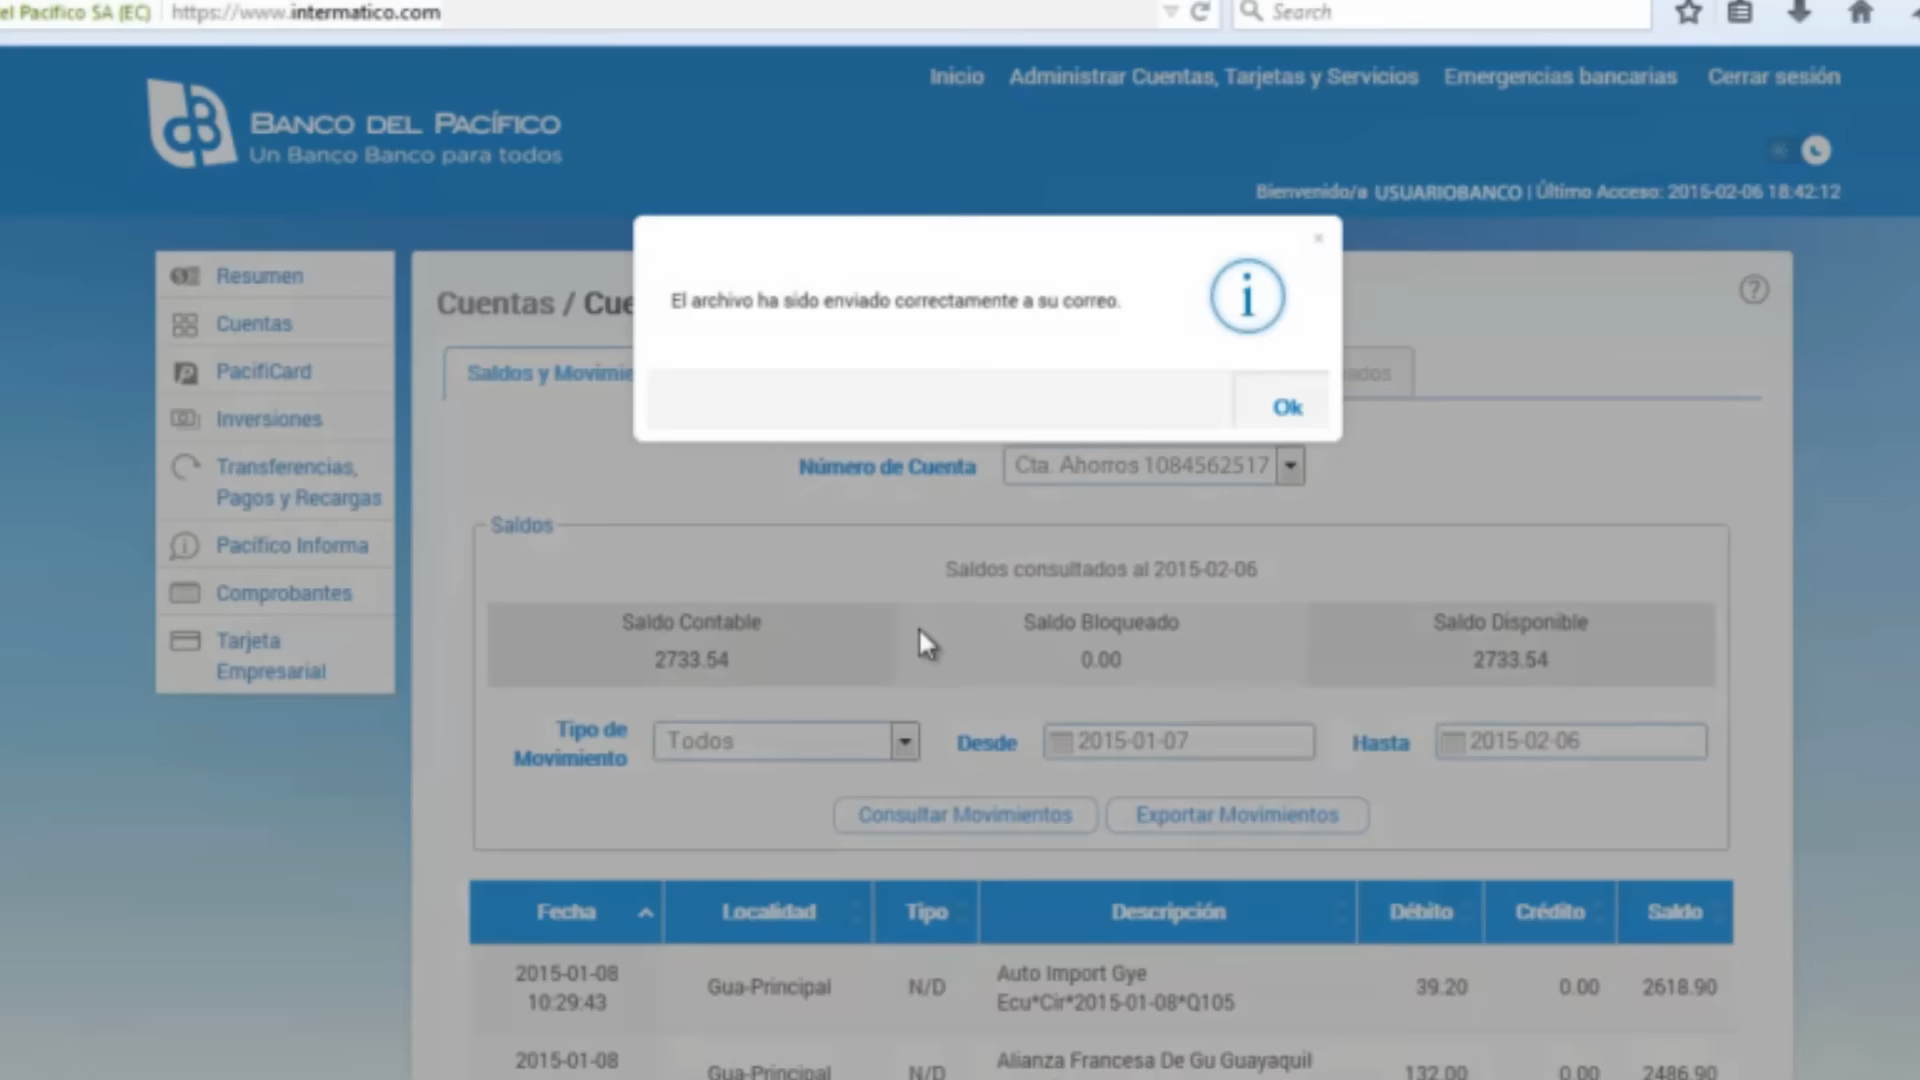 el Pacífico SA (EC) https://www.intermatico.com
Search
Inicio Administrar Cuentas, Tarjetas y Servicios Emergencias bancarias Cerrar sesión
BANCO DEL PACÍFICO
Un Banco Banco para todos
Bienvenido/a USUARIOBANCO | Último Acceso: 2015-02-06 18:42:12
Resumen
Cuentas
PacifiCard
Inversiones
Transferencias,
Pagos y Recargas
Pacífico Informa
Comprobantes
Tarjeta
Empresarial
Cuentas / Cue
El archivo ha sido enviado correctamente a su correo.
Ok
Saldos y Movimie
ados
Número de Cuenta Cta. Ahorros 1084562517
Saldos
Saldos consultados al 2015-02-06
Saldo Contable Saldo Bloqueado Saldo Disponible
2733.54 0.00 2733.54
Tipo de
Movimiento Todos Desde 2015-01-07 Hasta 2015-02-06
Consultar Movimientos Exportar Movimientos
Fecha Localidad Tipo Descripción Débito Crédito Saldo
2015-01-08
10:29:43 Gua-Principal N/D Auto Import Gye
Ecu*Cir*2015-01-08*Q105 39.20 0.00 2618.90
2015-01-08 Alianza Francesa De Gu Guayaquil
Gua-Principal N/D 132.00 0.00 2486.90